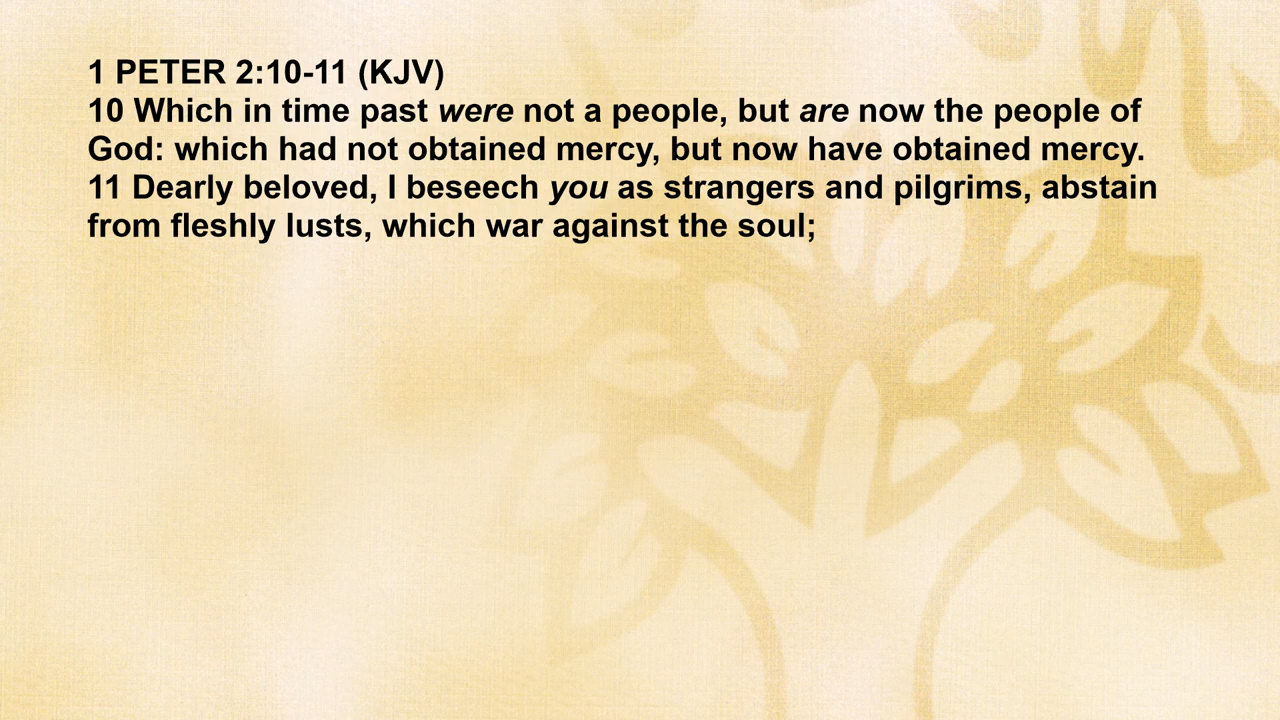 1 PETER 2:10-11 (KJV)
10 Which in time past were not a people, but are now the people of
God: which had not obtained mercy, but now have obtained mercy.
11 Dearly beloved, I beseech you as strangers and pilgrims, abstain
from fleshly lusts, which war against the soul;